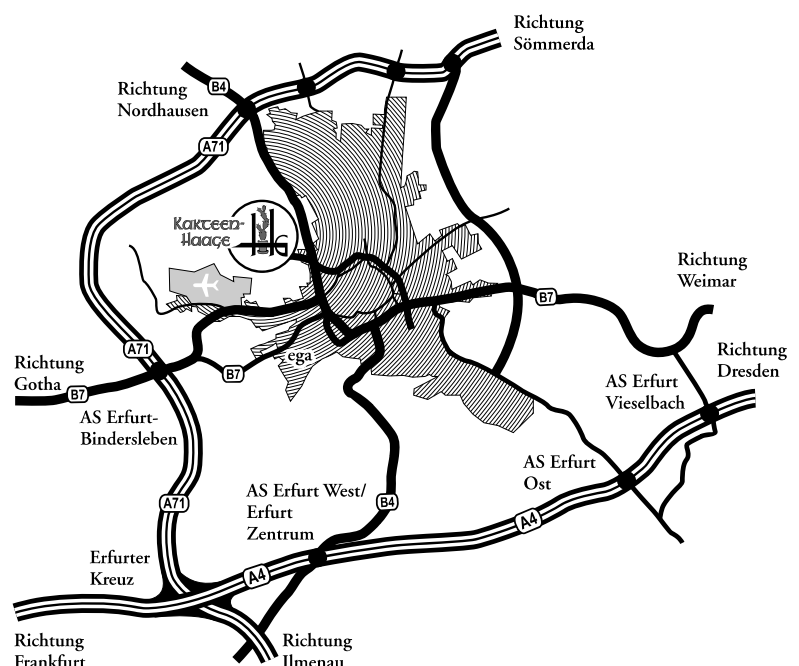 Richtung
Sömmerda
B4
Richtung
Nordhausen
A71
Kakteen-
Haage
Richtung
Weimar
B7
A71
Richtung
Gotha
B7
ega
B7
Richtung
Dresden
AS Erfurt
Vieselbach
AS Erfurt-
Bindersleben
AS Erfurt
Ost
AS Erfurt West/
Erfurt
Zentrum
A71
B4
A4
Erfurter
Kreuz
A4
Richtung
Frankfurt
Richtung
Ilmenau